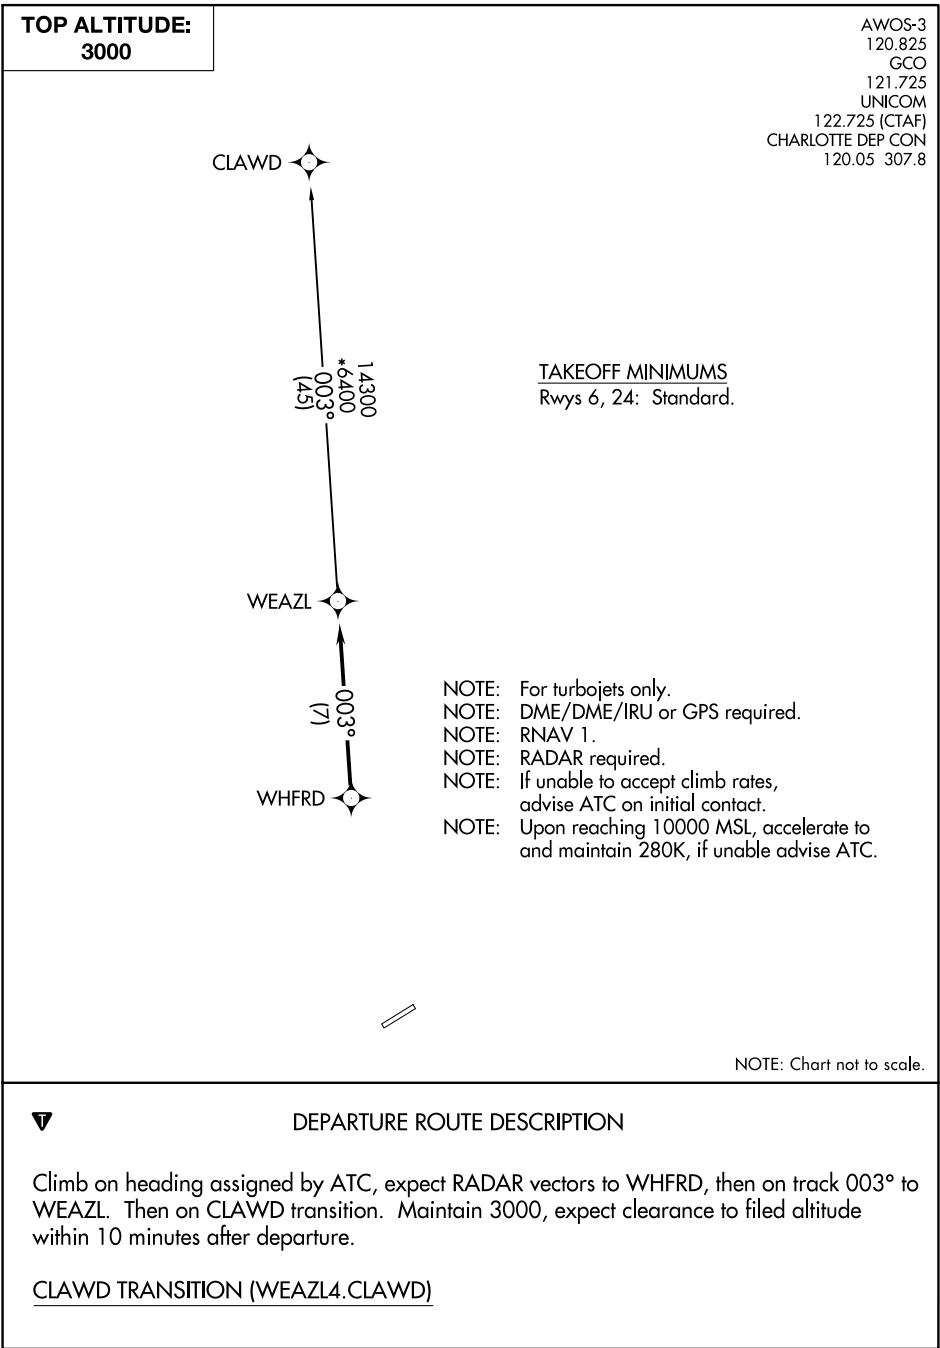 TOP ALTITUDE:
3000
AWOS-3
120.825
GCO
121.725
UNICOM
122.725 (CTAF)
CHARLOTTE DEP CON
120.05 307.8
CLAWD
14300
*6400
003°
(45)
TAKEOFF MINIMUMS
Rwys 6, 24: Standard.
WEAZL
003°
(7)
WHFRD
NOTE: For turbojets only.
NOTE: DME/DME/IRU or GPS required.
NOTE: RNAV 1.
NOTE: RADAR required.
NOTE: If unable to accept climb rates,
advise ATC on initial contact.
NOTE: Upon reaching 10000 MSL, accelerate to
and maintain 280K, if unable advise ATC.
NOTE: Chart not to scale.
T
DEPARTURE ROUTE DESCRIPTION
Climb on heading assigned by ATC, expect RADAR vectors to WHFRD, then on track 003° to
WEAZL. Then on CLAWD transition. Maintain 3000, expect clearance to filed altitude
within 10 minutes after departure.
CLAWD TRANSITION (WEAZL4.CLAWD)